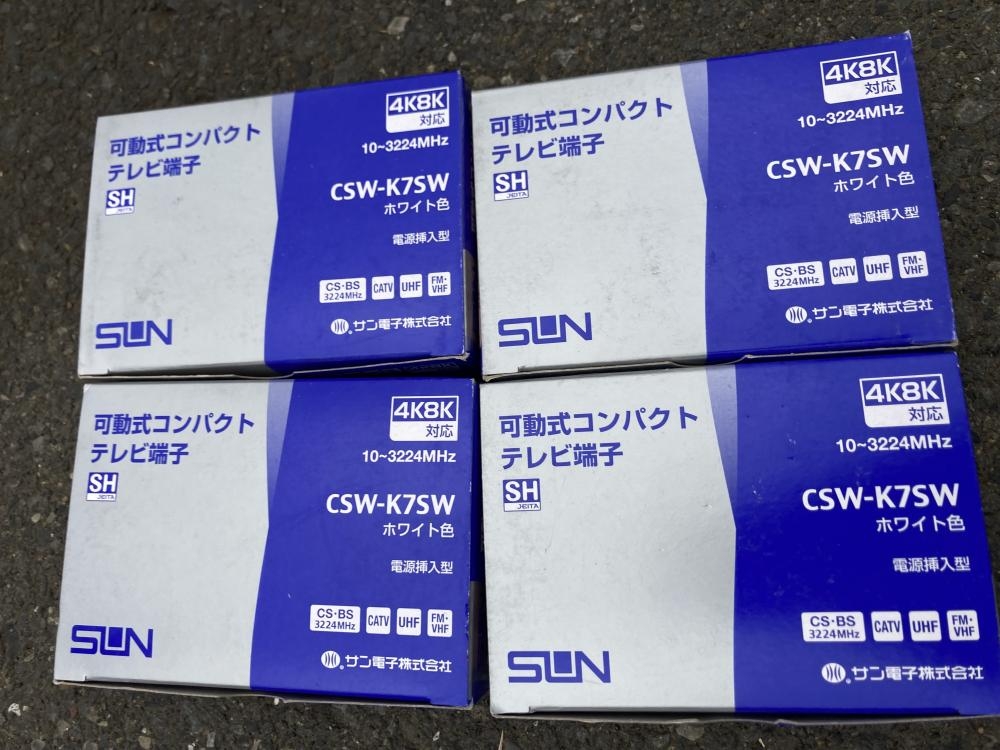 可動式コンパクト
テレビ端子
SH
JEITA
SUN
4K8K
対応
10~3224MHz
CSW-K7SW
ホワイト色
電源挿入型
CS・BS
3224MHz
CATV
UHF
FM・
VHF
サン電子株式会社
可動式コンパクト
テレビ端子
SH
JEITA
SUN
4K8K
対応
10~3224MHz
CSW-K7SW
ホワイト色
電源挿入型
CS・BS
3224MHz
CATV
UHF
FM・
VHF
サン電子株式会社
可動式コンパクト
テレビ端子
SH
JEITA
SUN
4K8K
対応
10~3224MHz
CSW-K7SW
ホワイト色
電源挿入型
CS・BS
3224MHz
CATV
UHF
FM・
VHF
サン電子株式会社
可動式コンパクト
テレビ端子
SH
JEITA
SUN
4K8K
対応
10~3224MHz
CSW-K7SW
ホワイト色
電源挿入型
CS・BS
3224MHz
CATV
UHF
FM・
VHF
サン電子株式会社